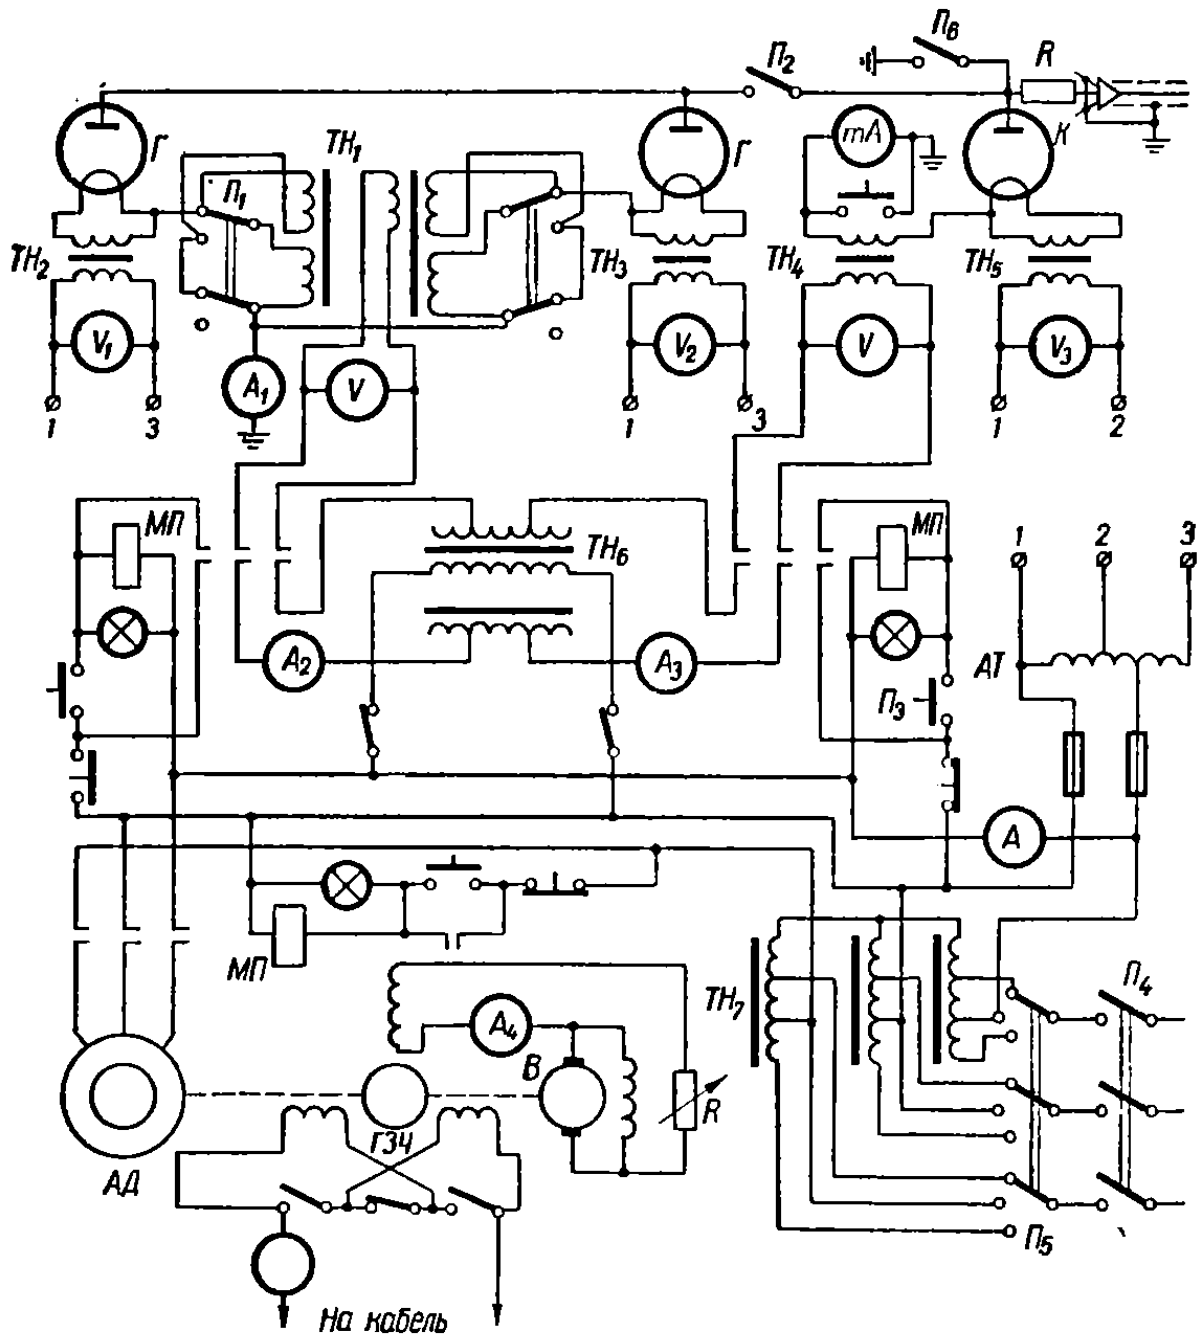 П₆
П₂
R
Г
ТН₁
mA
Г
К
П₁
ТН₂
ТН₃
ТН₄
ТН₅
V₁
V₂
V
V₃
A₁
V
1
3
1
3
1
2
МП
ТН₆
МП
1
2
3
A₂
A₃
АТ
П₃
A
МП
ТН₇
П₄
A₄
В
R
ГЗЧ
АД
П₅
На кабель